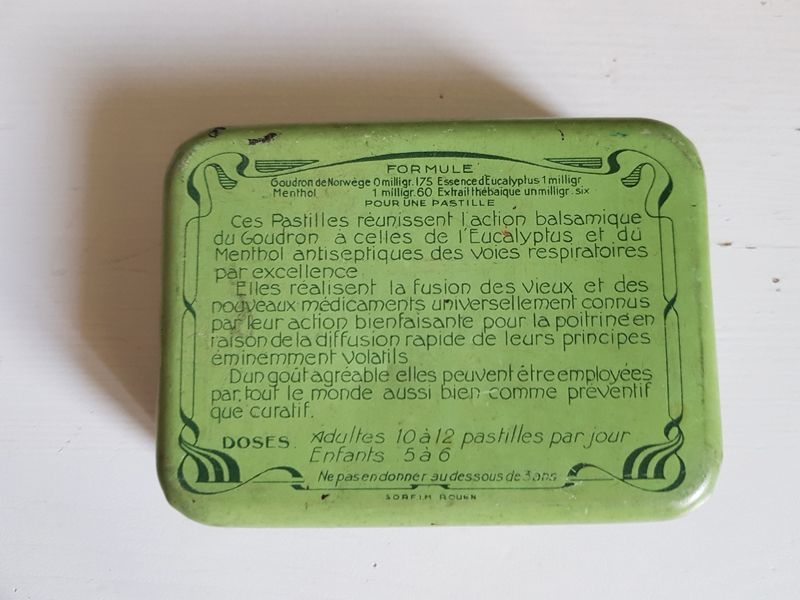 FORMULE
Goudron de Norwège 0 milligr. 175 Essence d'Eucalyptus 1 milligr
Menthol 1 milligr. 60 Extrait thébaïque un milligr. six
POUR UNE PASTILLE
Ces Pastilles réunissent l'action balsamique
du Goudron à celles de l'Eucalyptus et du
Menthol antiseptiques des voies respiratoires
par excellence
Elles réalisent la fusion des vieux et des
nouveaux médicaments universellement connus
par leur action bienfaisante pour la poitrine en
raison de la diffusion rapide de leurs principes
éminemment volatils
D'un goût agréable elles peuvent être employées
par tout le monde aussi bien comme préventif
que curatif.
DOSES. Adultes 10 à 12 pastilles par jour
Enfants 5 à 6
Ne pas en donner au dessous de 3 ans
SOFFIM ROUEN